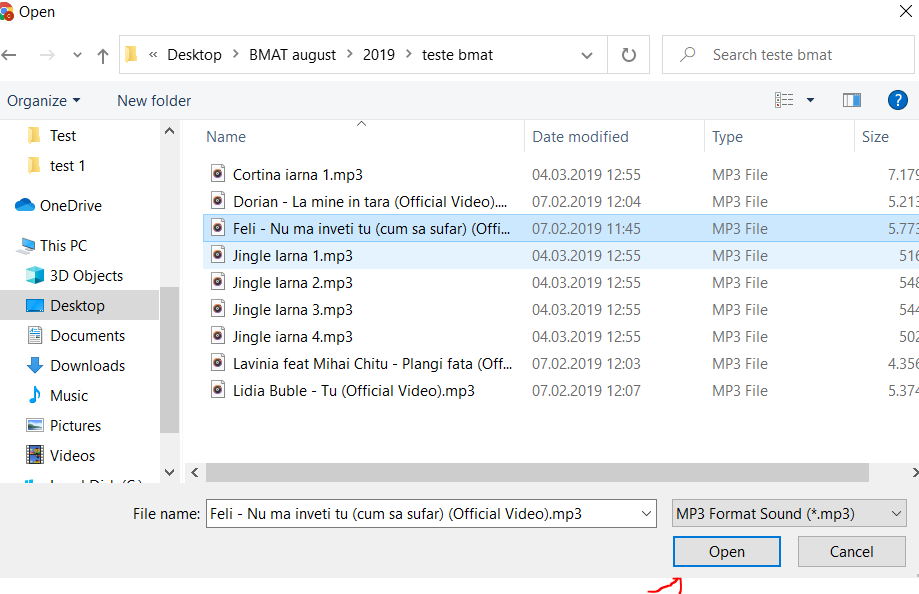 Open
« Desktop > BMAT august > 2019 > teste bmat
Search teste bmat
Organize
New folder
?
Test
test 1
OneDrive
This PC
3D Objects
Desktop
Documents
Downloads
Music
Pictures
Videos
Name Date modified Type Size
Cortina iarna 1.mp3 04.03.2019 12:55 MP3 File 7.179
Dorian - La mine in tara (Official Video).... 07.02.2019 12:04 MP3 File 5.213
Feli - Nu ma inveti tu (cum sa sufar) (Offi... 07.02.2019 11:45 MP3 File 5.773
Jingle Iarna 1.mp3 04.03.2019 12:55 MP3 File 516
Jingle Iarna 2.mp3 04.03.2019 12:55 MP3 File 548
Jingle Iarna 3.mp3 04.03.2019 12:55 MP3 File 544
Jingle iarna 4.mp3 04.03.2019 12:55 MP3 File 502
Lavinia feat Mihai Chitu - Plangi fata (Off... 07.02.2019 12:03 MP3 File 4.356
Lidia Buble - Tu (Official Video).mp3 07.02.2019 12:07 MP3 File 5.374
File name: Feli - Nu ma inveti tu (cum sa sufar) (Official Video).mp3
MP3 Format Sound (*.mp3)
Open
Cancel